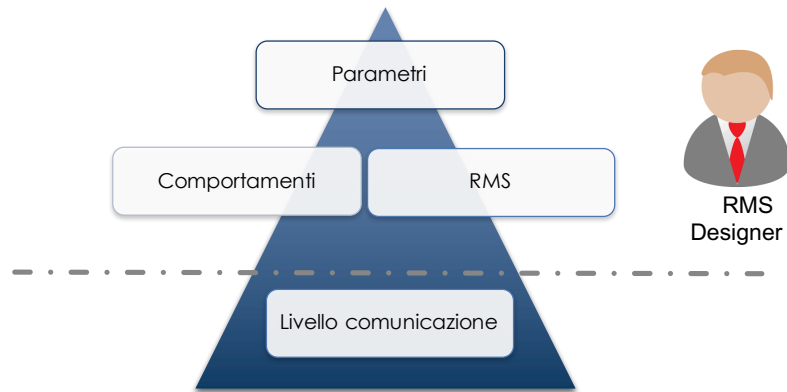 Parametri
Comportamenti
RMS
RMS
Designer
Livello comunicazione